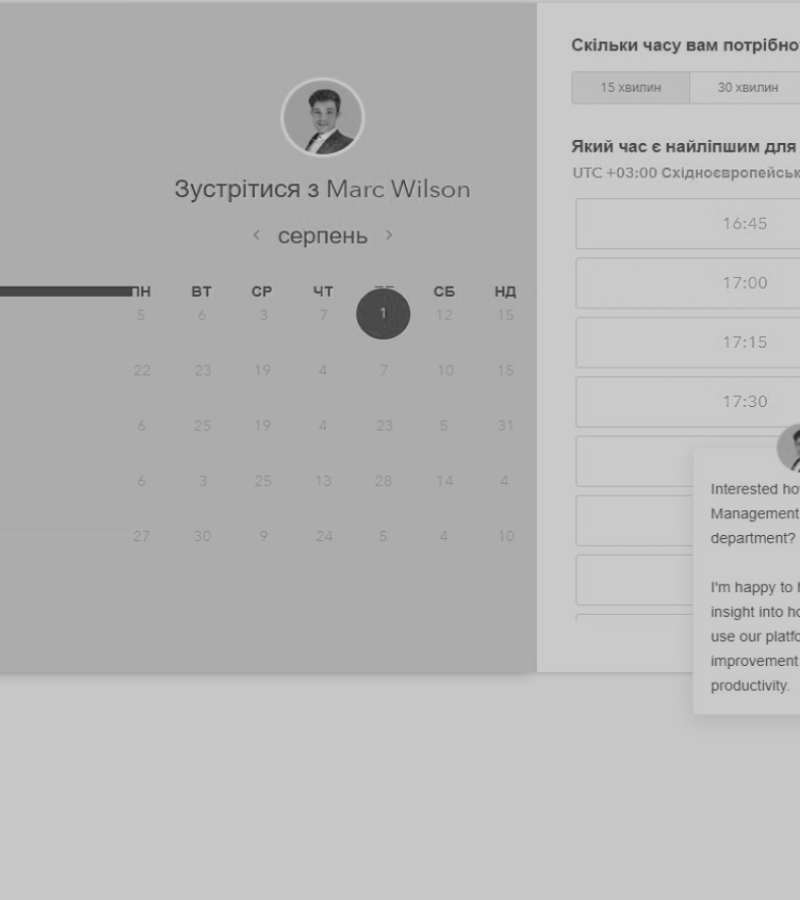 Зустрітися з Marc Wilson
‹ серпень ›
ПН ВТ СР ЧТ СБ НД
5 6 3 7 1 12 15
22 23 19 4 7 10 15
6 25 19 4 23 5 31
6 3 25 13 28 14 4
27 30 9 24 5 4 10
Скільки часу вам потрібно
15 хвилин 30 хвилин
Який час є найліпшим для
UTC +03:00 Східноєвропейськ
16:45
17:00
17:15
17:30
Interested ho
Management
department?
I'm happy to
insight into ho
use our platfo
improvement
productivity.